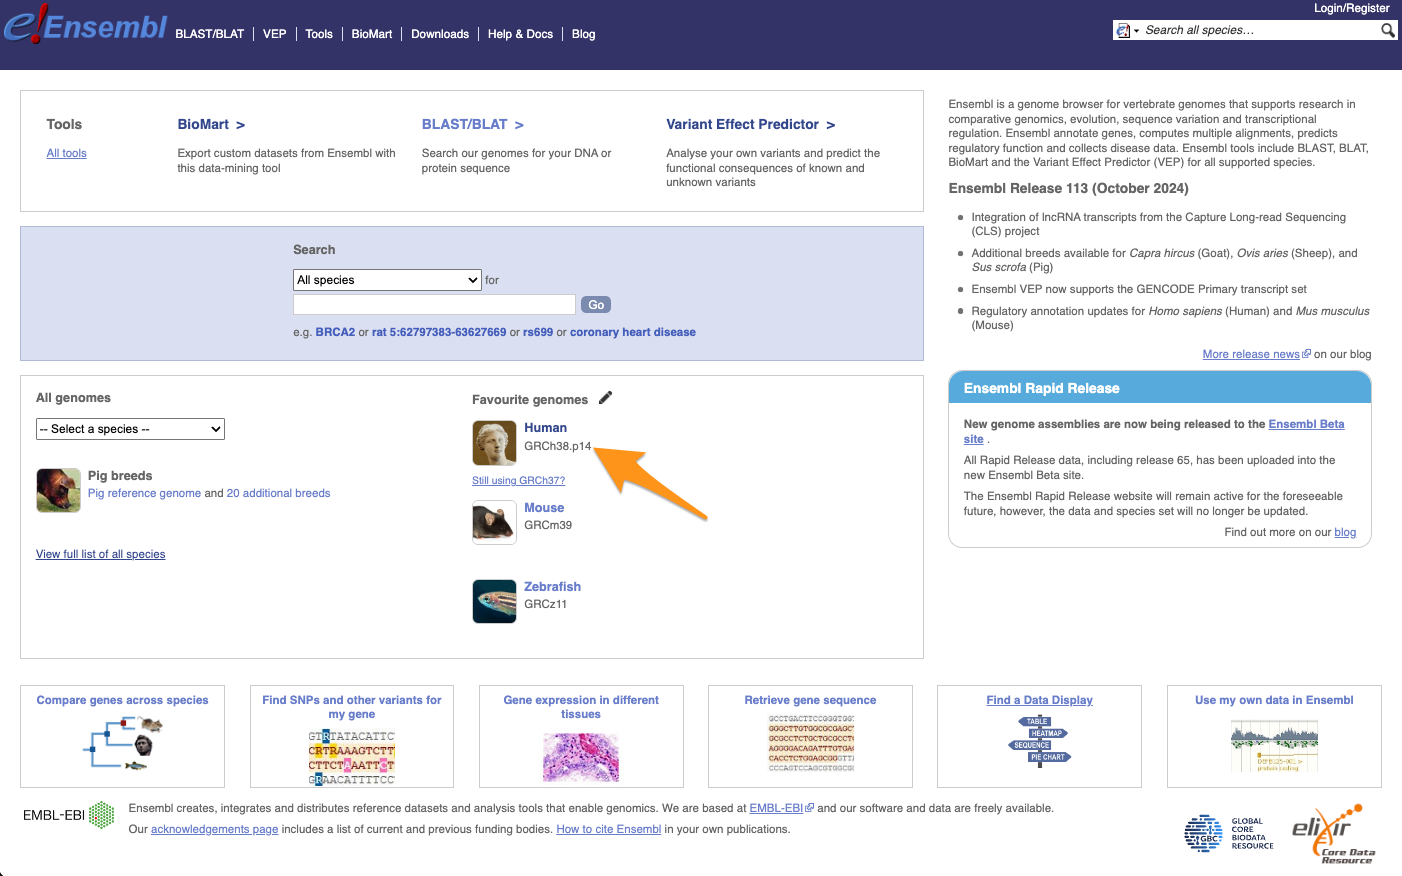 Login/Register
e!Ensembl
BLAST/BLAT | VEP | Tools | BioMart | Downloads | Help & Docs | Blog
Search all species...
Tools
All tools
BioMart >
Export custom datasets from Ensembl with
this data-mining tool
BLAST/BLAT >
Search our genomes for your DNA or
protein sequence
Variant Effect Predictor >
Analyse your own variants and predict the
functional consequences of known and
unknown variants
Search
All species for
Go
e.g. BRCA2 or rat 5:62797383-63627669 or rs699 or coronary heart disease
All genomes
-- Select a species --
Pig breeds
Pig reference genome and 20 additional breeds
View full list of all species
Favourite genomes
Human
GRCh38.p14
Still using GRCh37?
Mouse
GRCm39
Zebrafish
GRCz11
Ensembl is a genome browser for vertebrate genomes that supports research in
comparative genomics, evolution, sequence variation and transcriptional
regulation. Ensembl annotate genes, computes multiple alignments, predicts
regulatory function and collects disease data. Ensembl tools include BLAST, BLAT,
BioMart and the Variant Effect Predictor (VEP) for all supported species.
Ensembl Release 113 (October 2024)
Integration of lncRNA transcripts from the Capture Long-read Sequencing
(CLS) project
Additional breeds available for Capra hircus (Goat), Ovis aries (Sheep), and
Sus scrofa (Pig)
Ensembl VEP now supports the GENCODE Primary transcript set
Regulatory annotation updates for Homo sapiens (Human) and Mus musculus
(Mouse)
More release news on our blog
Ensembl Rapid Release
New genome assemblies are now being released to the Ensembl Beta
site .
All Rapid Release data, including release 65, has been uploaded into the
new Ensembl Beta site.
The Ensembl Rapid Release website will remain active for the foreseeable
future, however, the data and species set will no longer be updated.
Find out more on our blog
Compare genes across species
Find SNPs and other variants for
my gene
GTRTATACATTC
CRTRAAAGTCTT
CTTCTAAATTCT
GRAACATTTTCC
Gene expression in different
tissues
Retrieve gene sequence
GCCTGACTTCCGGGTGGT
GGGCTTGTGGCGCGAGC
GCGCCTCTGCTGCGCCT
AGGGGACAGATTTGTGA
CACCTCTGGAGCGG
CCCAGTCCAGCGTGGCG
Find a Data Display
TABLE
HEATMAP
SEQUENCE
PIE CHART
Use my own data in Ensembl
protein coding
EMBL-EBI
Ensembl creates, integrates and distributes reference datasets and analysis tools that enable genomics. We are based at EMBL-EBI and our software and data are freely available.
Our acknowledgements page includes a list of current and previous funding bodies. How to cite Ensembl in your own publications.
GBC
GLOBAL
CORE
BIODATA
RESOURCE
elixir
Core Data
Resource